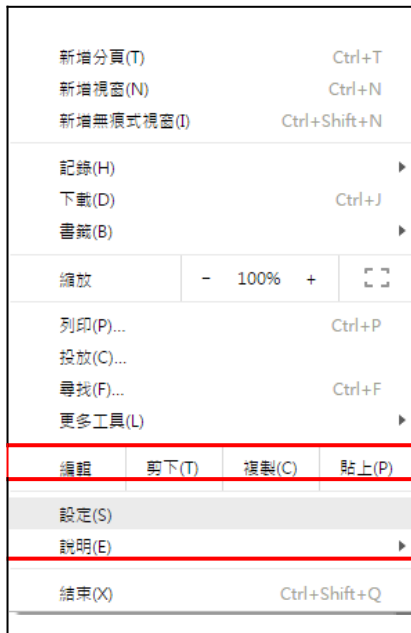 新增分頁(T) Ctrl+T
新增視窗(N) Ctrl+N
新增無痕式視窗(I) Ctrl+Shift+N
記錄(H)
下載(D) Ctrl+J
書籤(B)
縮放 - 100% +
列印(P)... Ctrl+P
投放(C)...
尋找(F)... Ctrl+F
更多工具(L)
編輯 剪下(T) 複製(C) 貼上(P)
設定(S)
說明(E)
結束(X) Ctrl+Shift+Q